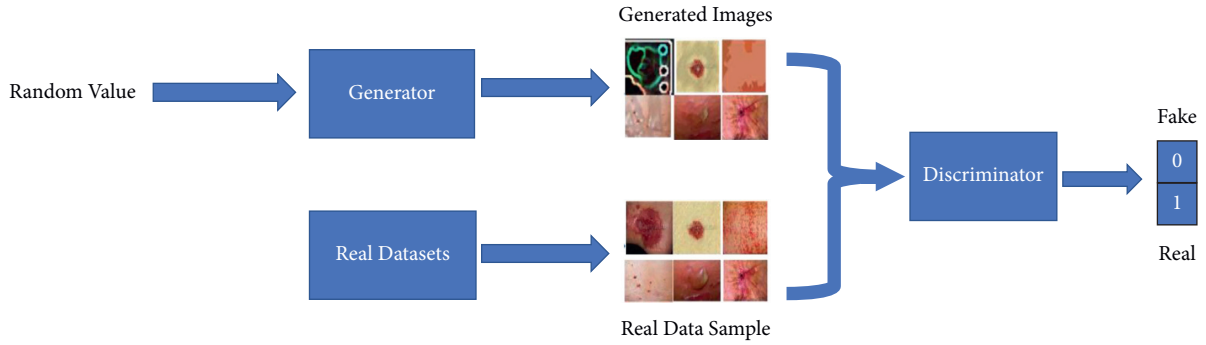 Generated Images
Random Value
Generator
Fake
0
Discriminator
1
Real Datasets
Real
Real Data Sample